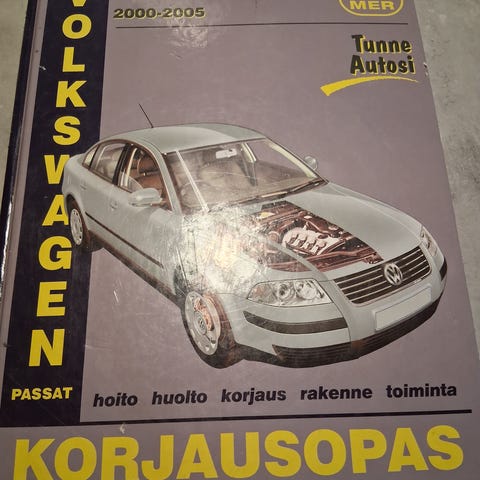 VOLKSWAGEN
2000-2005
MER
Tunne
Autosi
PASSAT
hoito huolto korjaus rakenne toiminta
KORJAUSOPAS